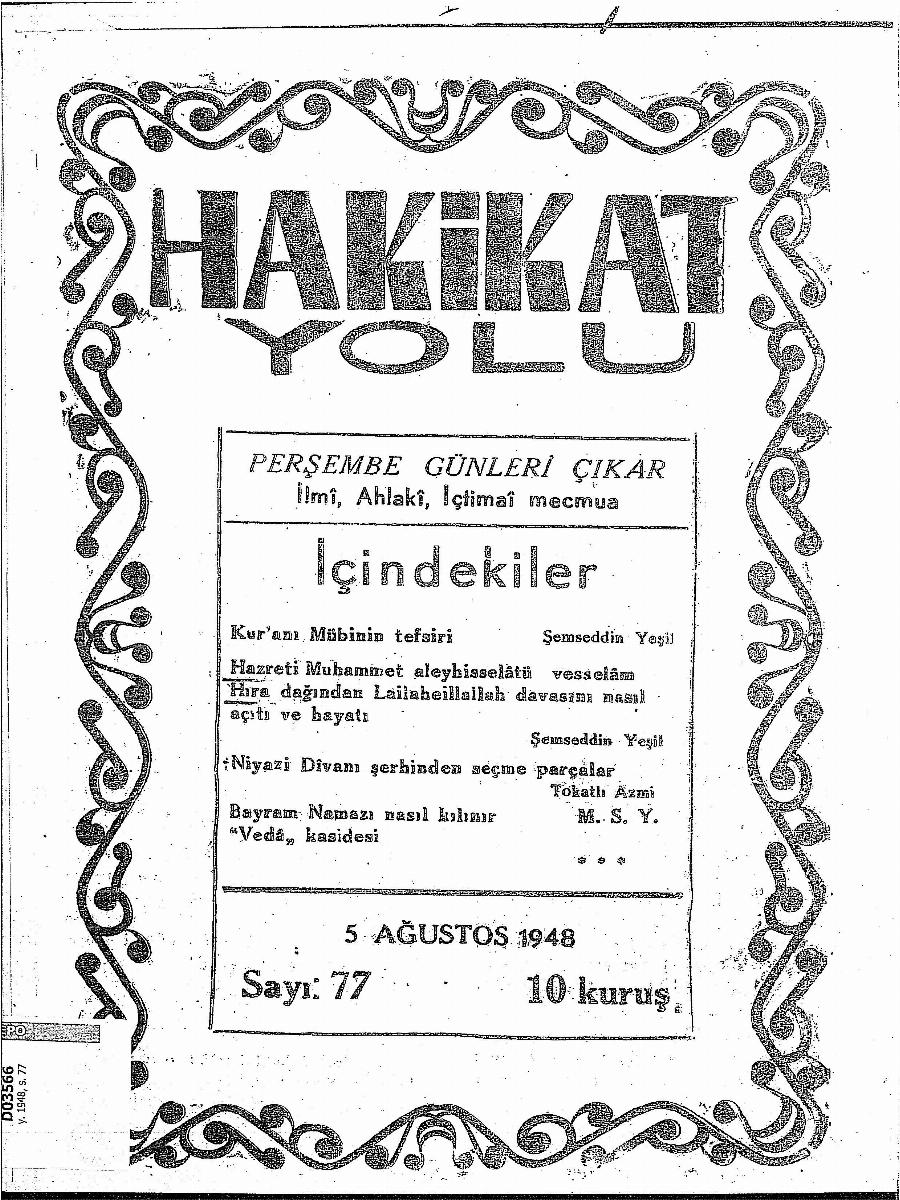 HAKİKAT
YOLU
PERŞEMBE GÜNLERİ ÇIKAR
İlmî, Ahlakî, İçtimaî mecmua
İçindekiler
Kur'anı Mübinin tefsiri Şemseddin Yeşil
Hazreti Muhammet aleyhisselâtü vesselâm
Hıra dağından Lailaheillallah davasını nasıl
açıtı ve hayatı
Şemseddin Yeşil
Niyazi Divanı şerhinden seçme parçalar
Tokatlı Azmi
Bayram Namazı nasıl kılınır M. S. Y.
“Vedâ„ kasidesi
* * *
5 AĞUSTOS 1948
Sayı: 77 10 kuruş
PO
D03566
y. 1948, s. 77